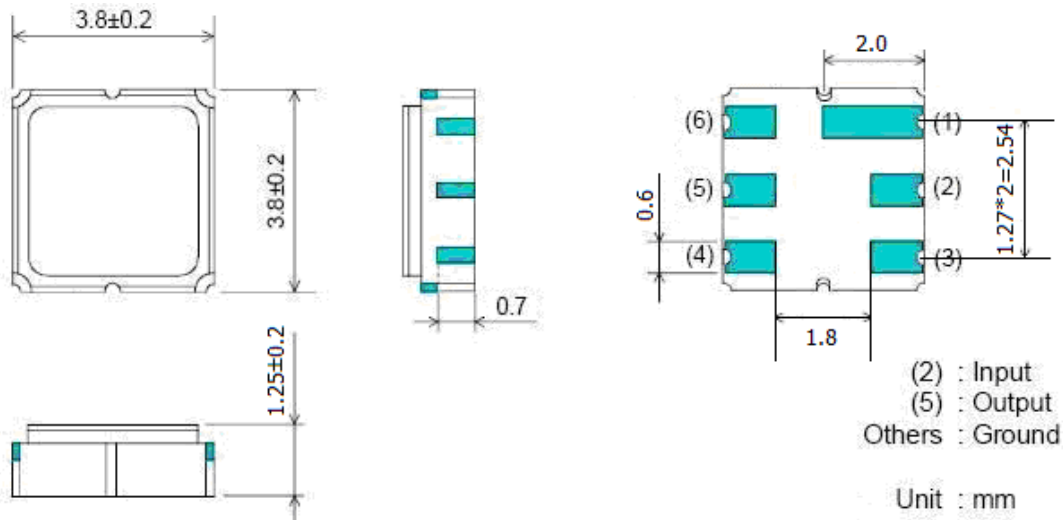 3.8±0.2
3.8±0.2
0.7
1.25±0.2
2.0
(6) (1)
(5) (2)
(4) (3)
0.6
1.27*2=2.54
1.8
(2) : Input
(5) : Output
Others : Ground
Unit : mm